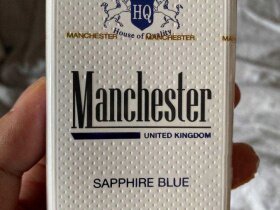 HQ
House of Quality
MANCHESTER MANCHESTER
Manchester
UNITED KINGDOM
SAPPHIRE BLUE